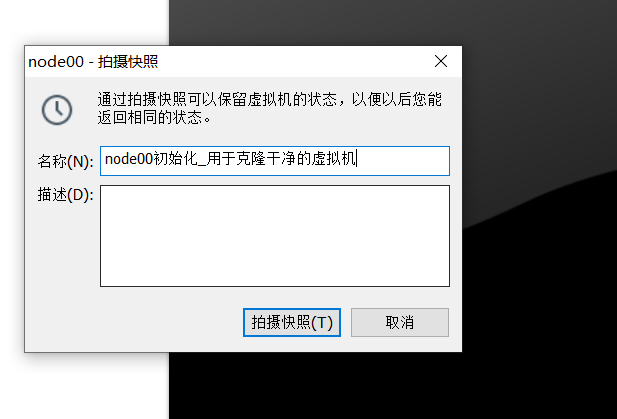 node00 - 拍摄快照
通过拍摄快照可以保留虚拟机的状态，以便以后您能
返回相同的状态。
名称(N):
node00初始化_用于克隆干净的虚拟机
描述(D):
拍摄快照(T)
取消